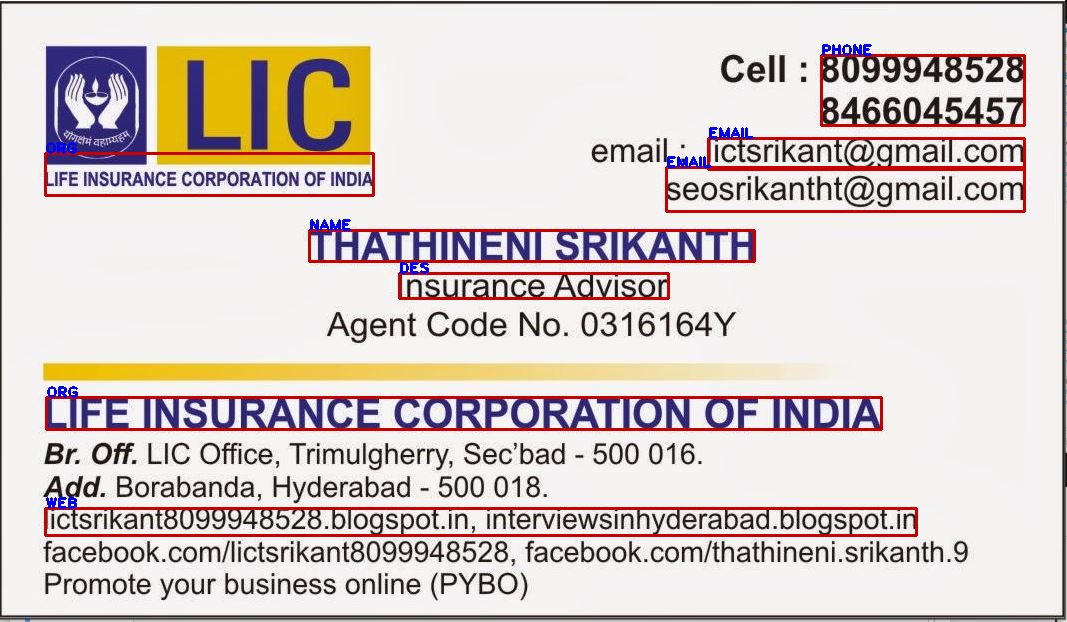 LIC
योगक्षेमं वहाम्यहम्
ORG
LIFE INSURANCE CORPORATION OF INDIA
PHONE
Cell : 8099948528
8466045457
EMAIL
email : lictsrikant@gmail.com
EMAIL
seosrikantht@gmail.com
NAME
THATHINENI SRIKANTH
DES
Insurance Advisor
Agent Code No. 0316164Y
ORG
LIFE INSURANCE CORPORATION OF INDIA
Br. Off. LIC Office, Trimulgherry, Sec'bad - 500 016.
Add. Borabanda, Hyderabad - 500 018.
WEB
lictsrikant8099948528.blogspot.in, interviewsinhyderabad.blogspot.in
facebook.com/lictsrikant8099948528, facebook.com/thathineni.srikanth.9
Promote your business online (PYBO)